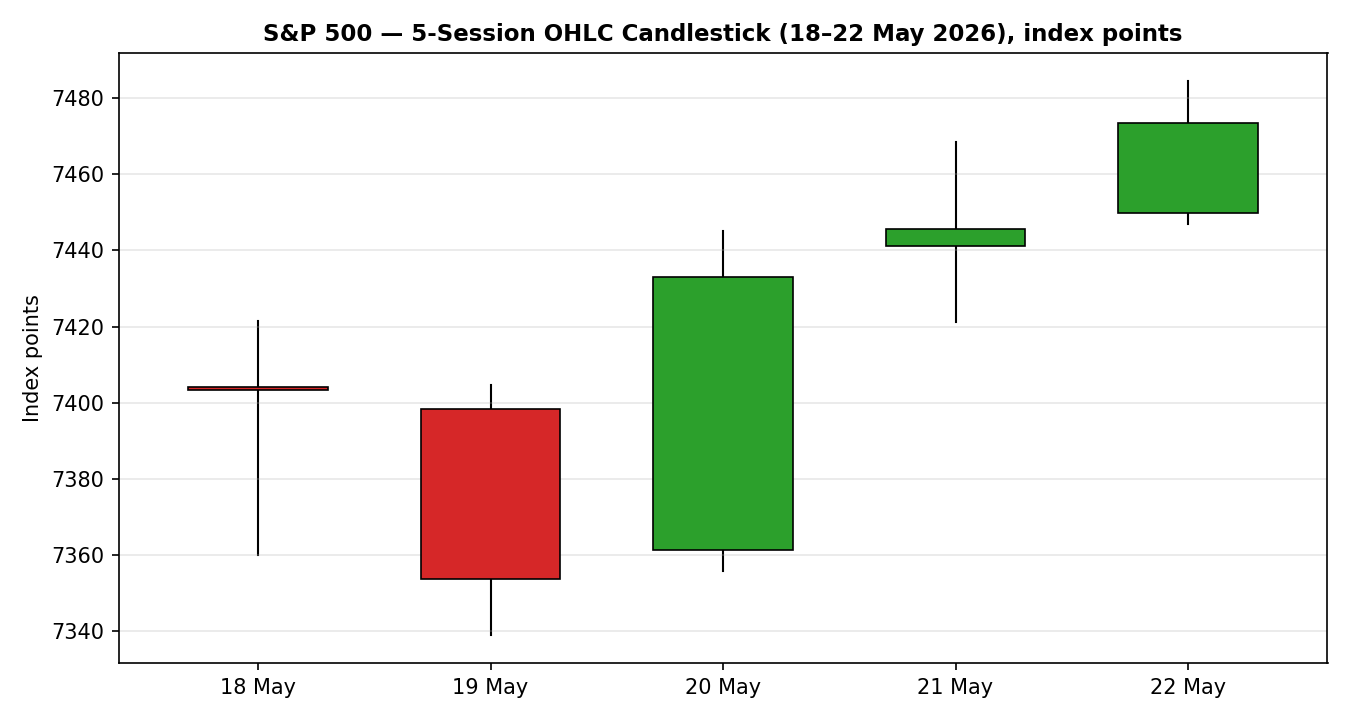 S&P 500 — 5-Session OHLC Candlestick (18–22 May 2026), index points
Index points
7480
7460
7440
7420
7400
7380
7360
7340
18 May
19 May
20 May
21 May
22 May